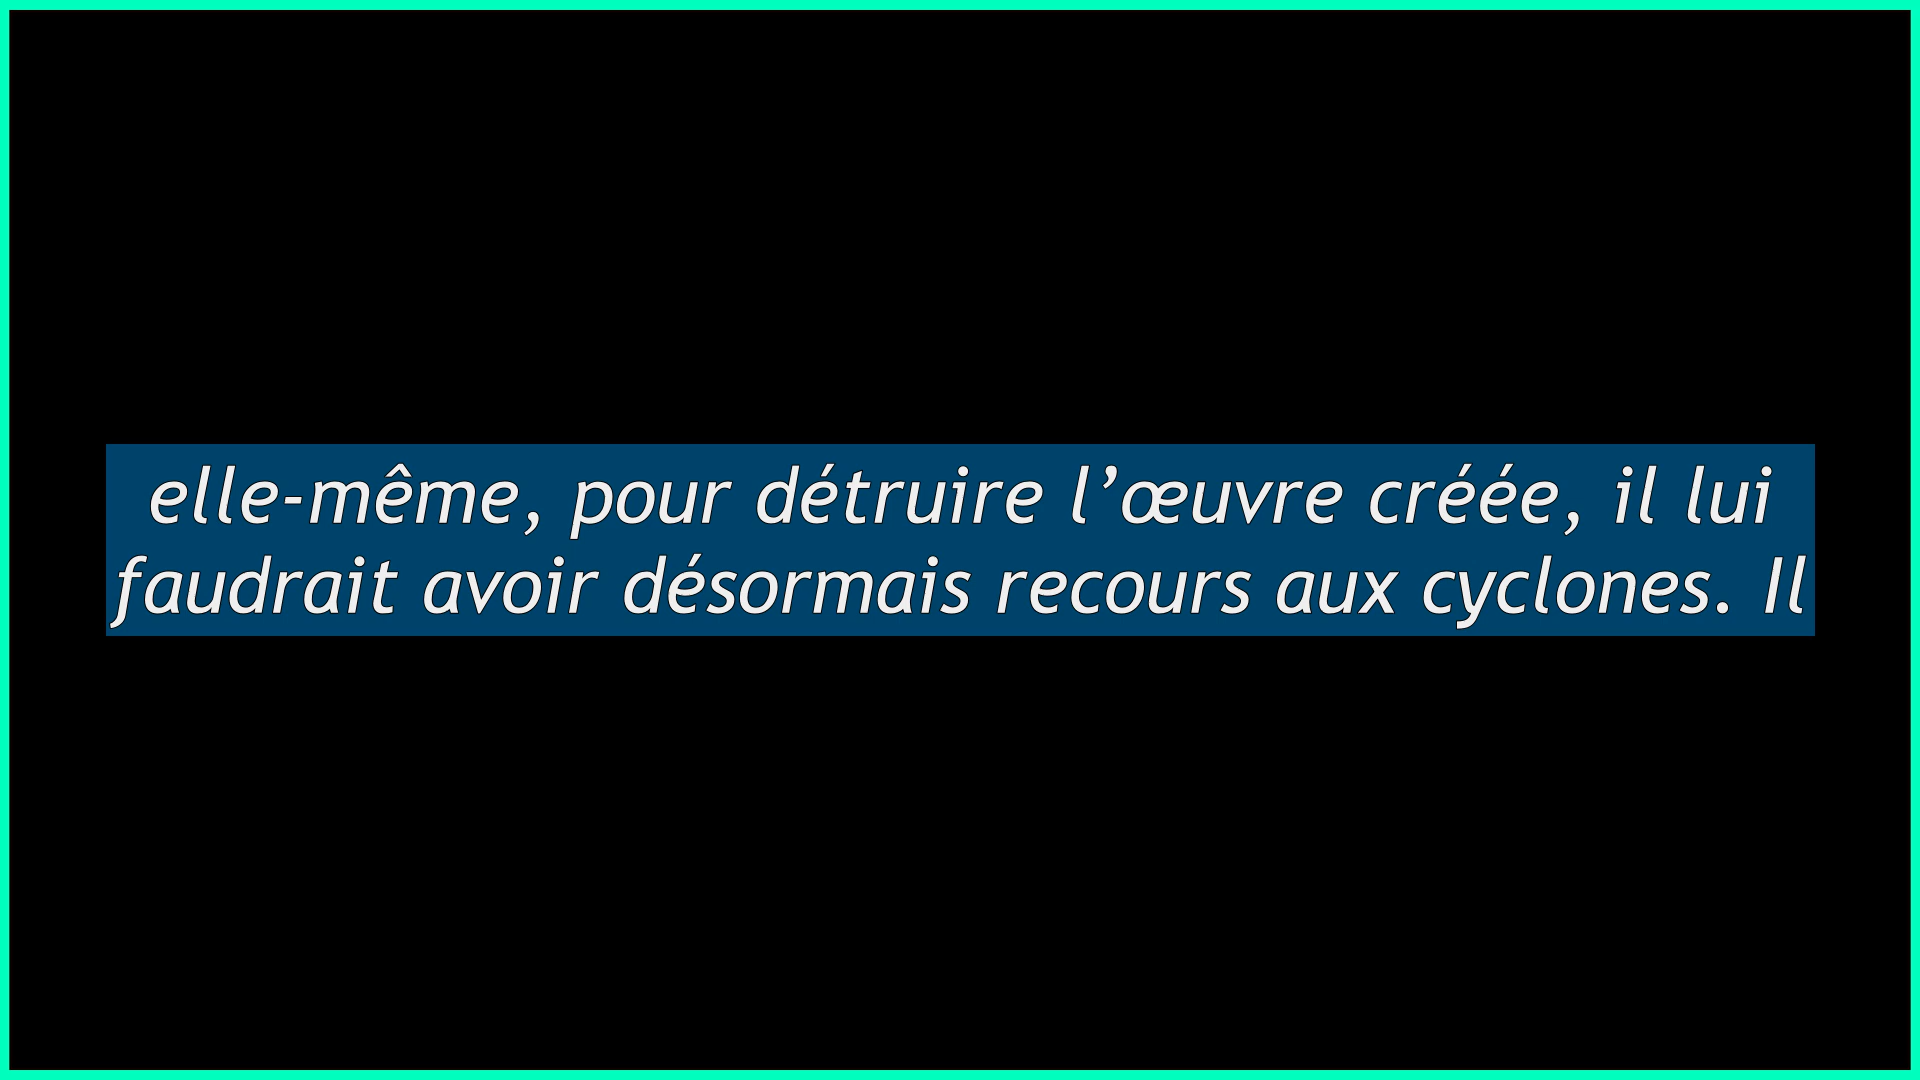 elle-même, pour détruire l’œuvre créée, il lui
faudrait avoir désormais recours aux cyclones. Il